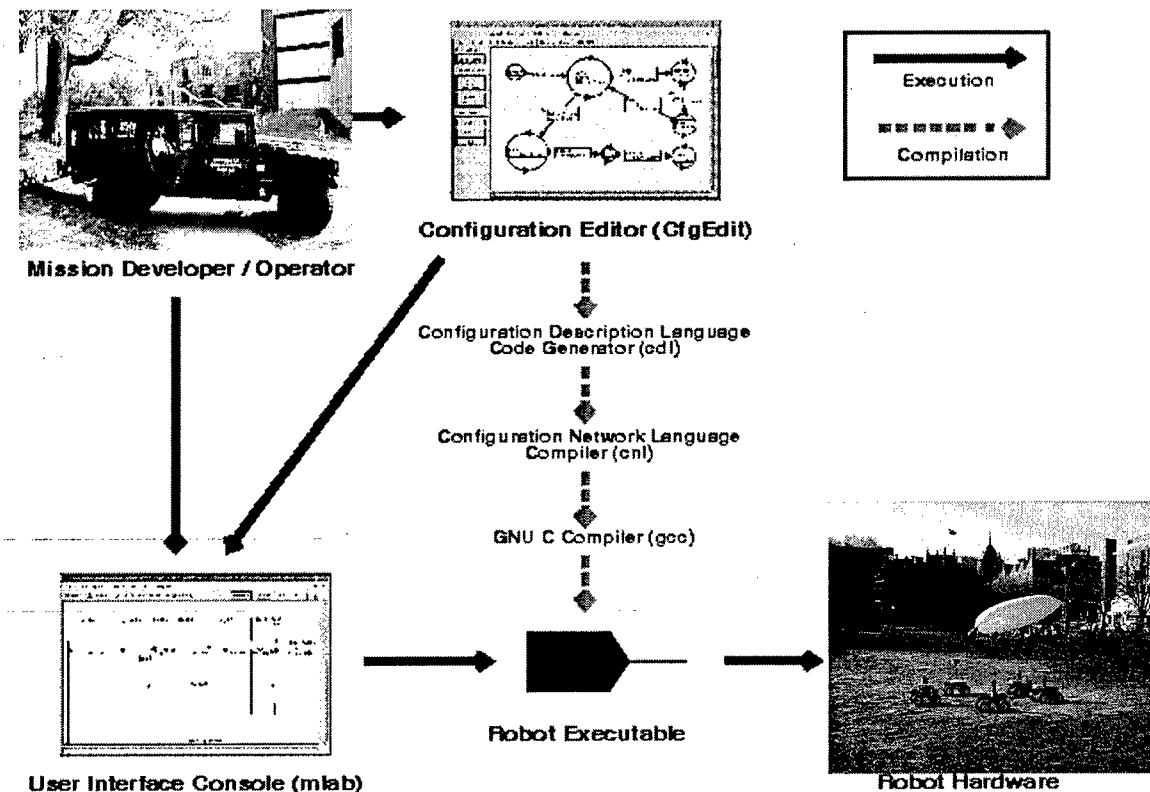 Execution
Compilation
Configuration Editor (CfgEdit)
Mission Developer / Operator
Configuration Description Language
Code Generator (cdl)
Configuration Network Language
Compiler (cnl)
GNU C Compiler (gcc)
Robot Executable
User Interface Console (mlab)
Robot Hardware